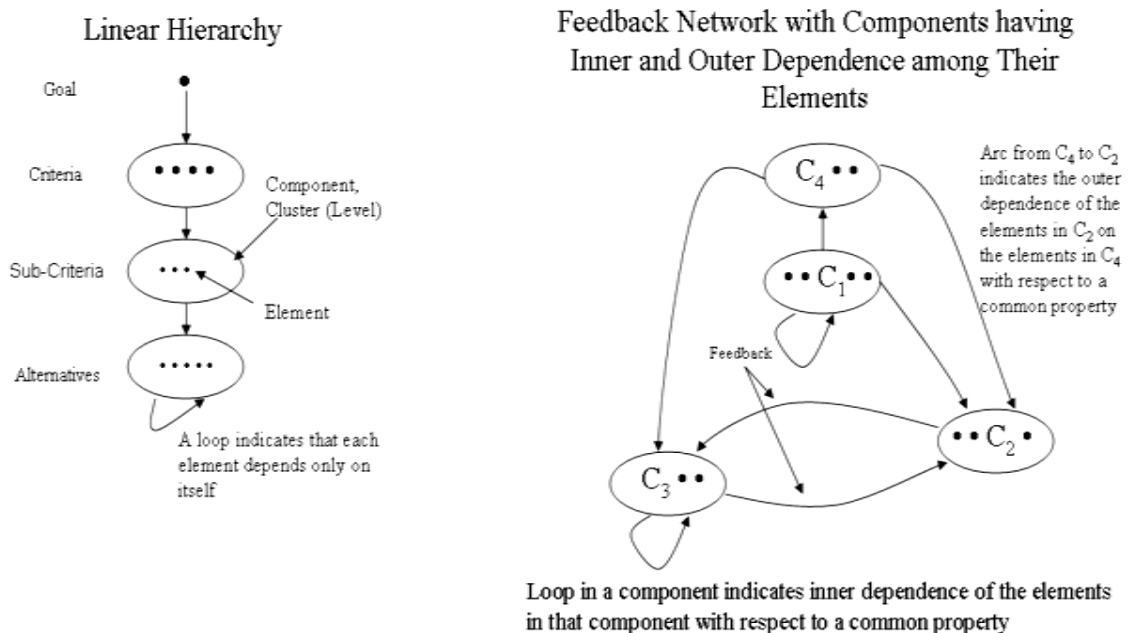 Linear Hierarchy
Goal
Criteria
Component,
Cluster (Level)
Sub-Criteria
Element
Alternatives
A loop indicates that each
element depends only on
itself
Feedback Network with Components having
Inner and Outer Dependence among Their
Elements
C4
Arc from C4 to C2
indicates the outer
dependence of the
elements in C2 on
the elements in C4
with respect to a
common property
C1
Feedback
C2
C3
Loop in a component indicates inner dependence of the elements
in that component with respect to a common property